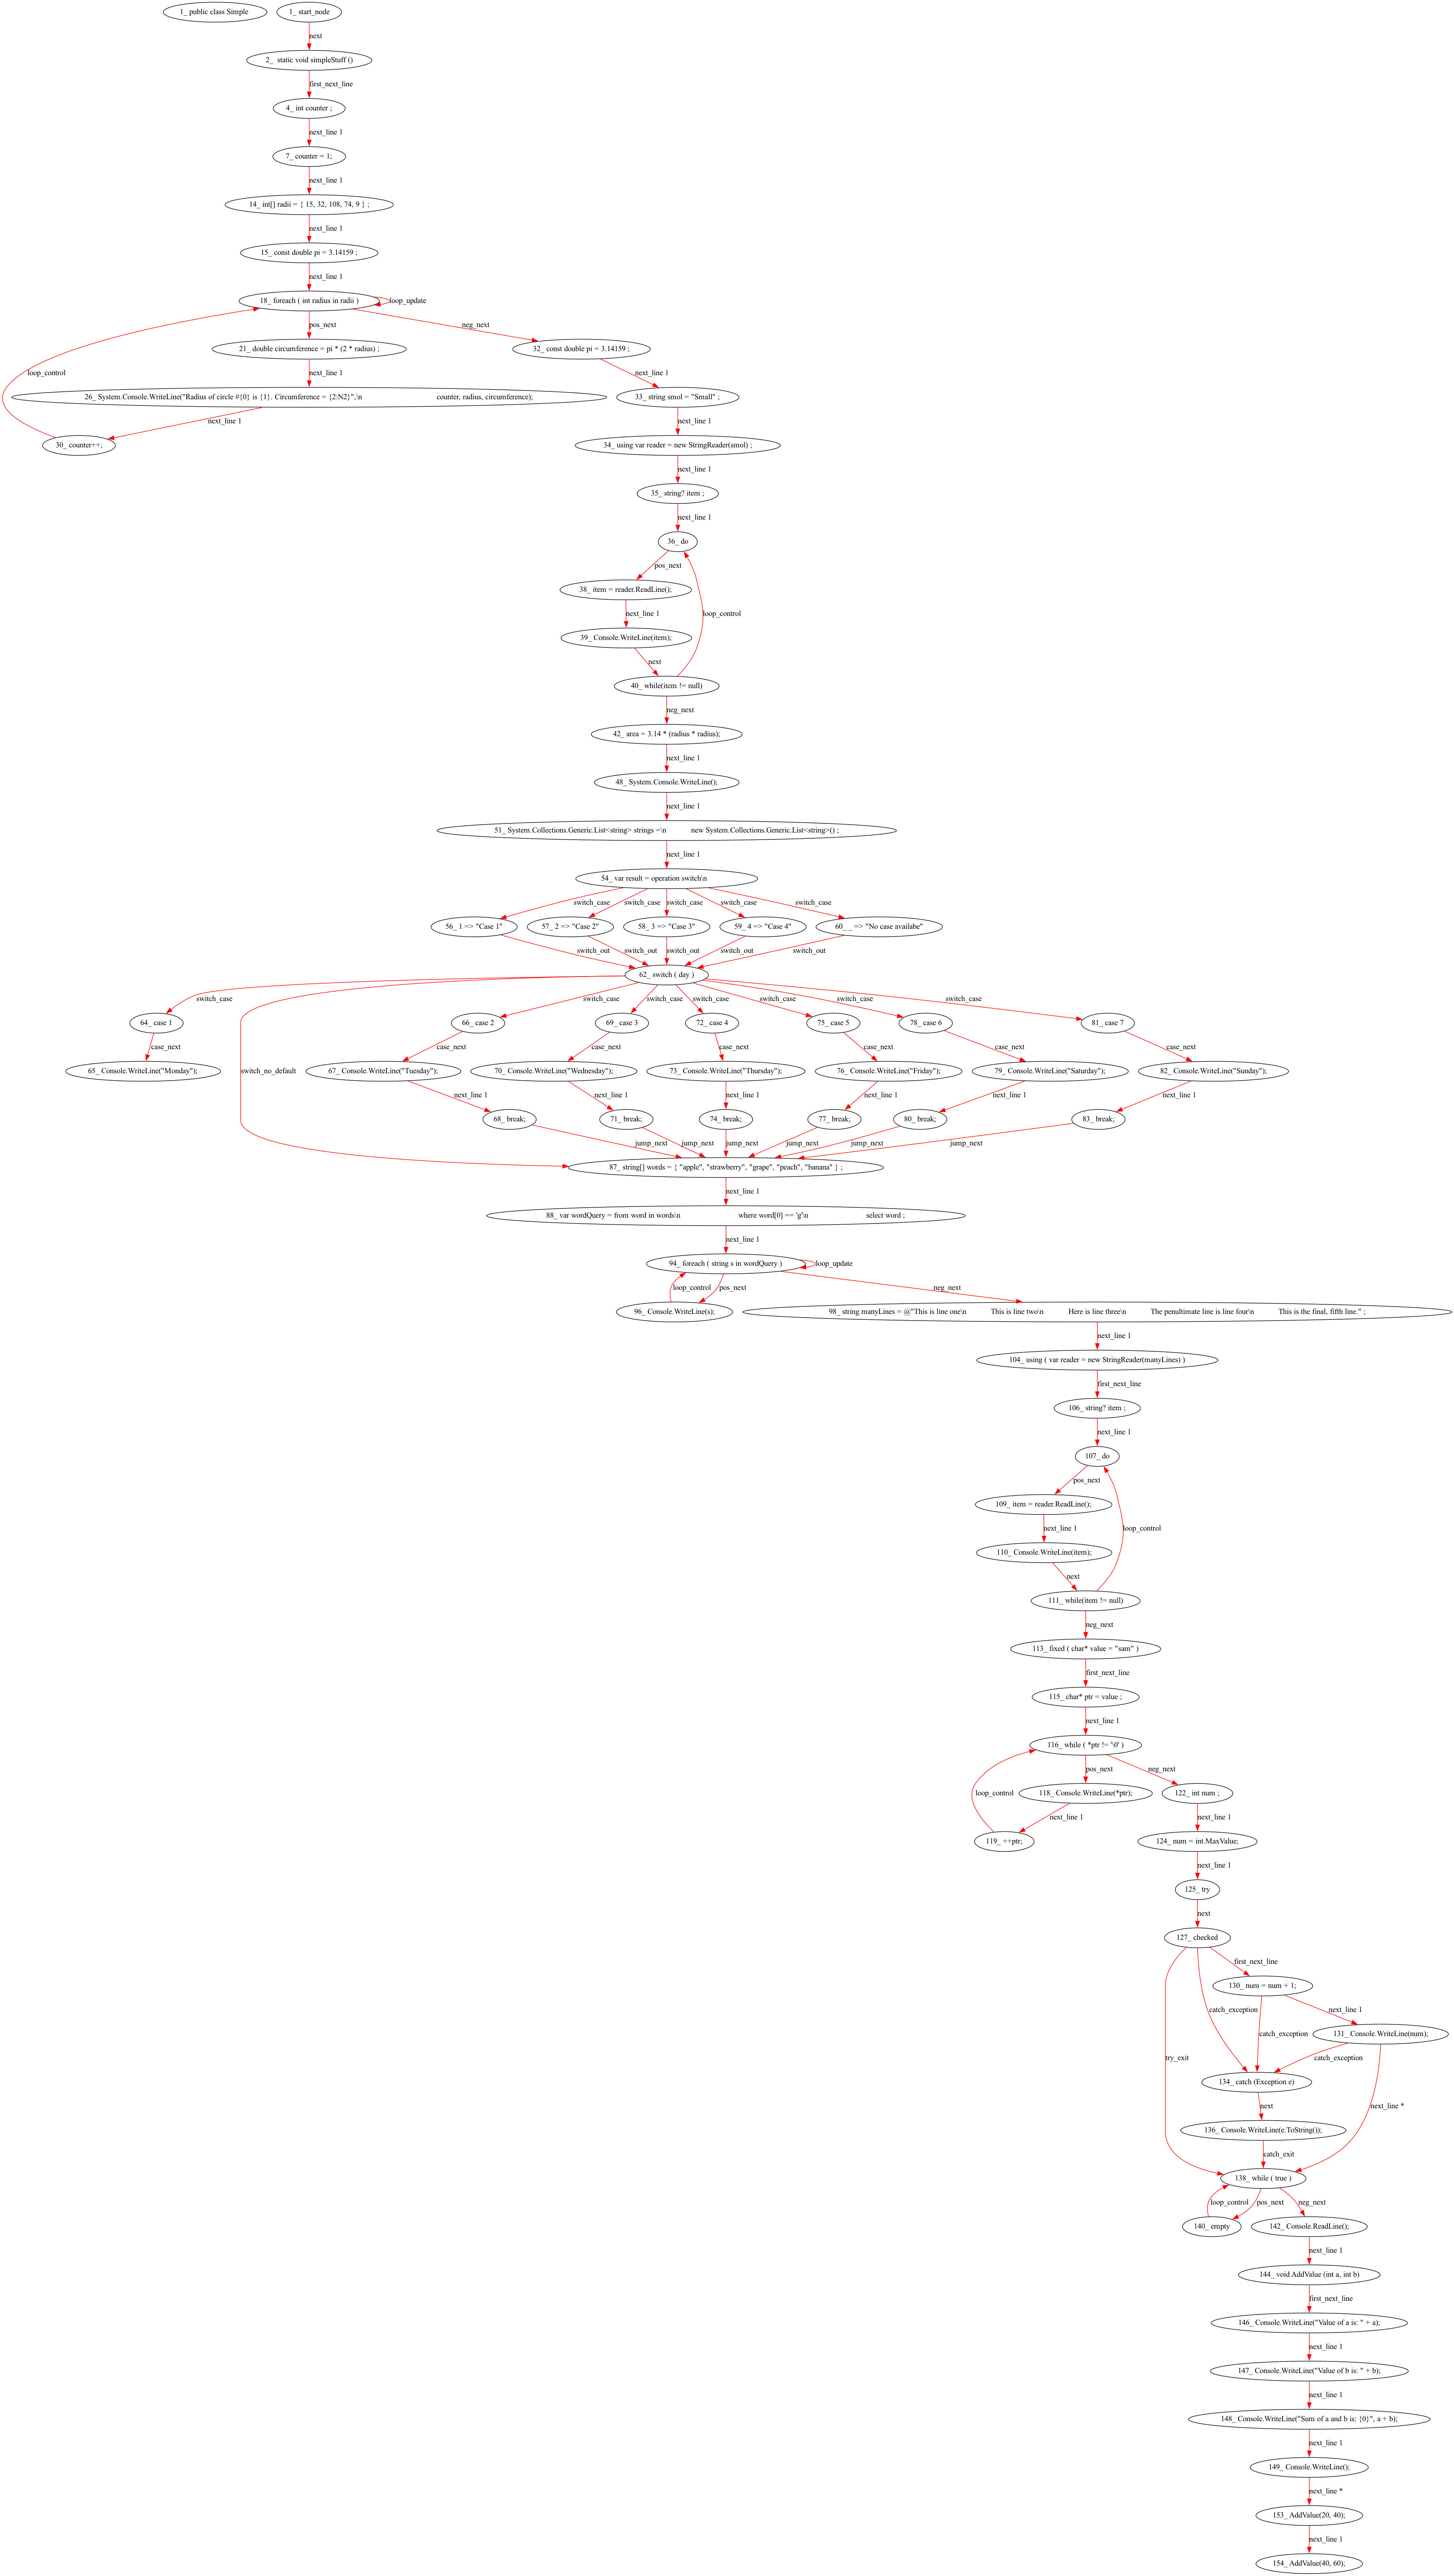 1_ public class Simple
1_ start_node
next
2_ static void simpleStuff ()
first_next_line
4_ int counter ;
next_line 1
7_ counter = 1;
next_line 1
14_ int[] radii = { 15, 32, 108, 74, 9 } ;
next_line 1
15_ const double pi = 3.14159 ;
next_line 1
18_ foreach ( int radius in radii )
loop_update
pos_next
neg_next
21_ double circumference = pi * (2 * radius) ;
32_ const double pi = 3.14159 ;
loop_control
next_line 1
next_line 1
26_ System.Console.WriteLine("Radius of circle #{0} is {1}. Circumference = {2:N2}",\n counter, radius, circumference);
33_ string smol = "Small" ;
next_line 1
next_line 1
30_ counter++;
34_ using var reader = new StringReader(smol) ;
next_line 1
35_ string? item ;
next_line 1
36_ do
pos_next
38_ item = reader.ReadLine();
next_line 1
loop_control
39_ Console.WriteLine(item);
next
40_ while(item != null)
neg_next
42_ area = 3.14 * (radius * radius);
next_line 1
48_ System.Console.WriteLine();
next_line 1
51_ System.Collections.Generic.List<string> strings =\n new System.Collections.Generic.List<string>() ;
next_line 1
54_ var result = operation switch\n
switch_case
switch_case
switch_case
switch_case
switch_case
56_ 1 => "Case 1"
57_ 2 => "Case 2"
58_ 3 => "Case 3"
59_ 4 => "Case 4"
60_ _ => "No case availabe"
switch_out
switch_out
switch_out
switch_out
switch_out
62_ switch ( day )
switch_case
switch_case
switch_case
switch_case
switch_case
switch_case
switch_case
64_ case 1
66_ case 2
69_ case 3
72_ case 4
75_ case 5
78_ case 6
81_ case 7
case_next
case_next
case_next
case_next
case_next
case_next
case_next
65_ Console.WriteLine("Monday");
switch_no_default
67_ Console.WriteLine("Tuesday");
70_ Console.WriteLine("Wednesday");
73_ Console.WriteLine("Thursday");
76_ Console.WriteLine("Friday");
79_ Console.WriteLine("Saturday");
82_ Console.WriteLine("Sunday");
next_line 1
next_line 1
next_line 1
next_line 1
next_line 1
next_line 1
68_ break;
71_ break;
74_ break;
77_ break;
80_ break;
83_ break;
jump_next
jump_next
jump_next
jump_next
jump_next
jump_next
87_ string[] words = { "apple", "strawberry", "grape", "peach", "banana" } ;
next_line 1
88_ var wordQuery = from word in words\n where word[0] == 'g'\n select word ;
next_line 1
94_ foreach ( string s in wordQuery )
loop_update
loop_control
pos_next
neg_next
96_ Console.WriteLine(s);
98_ string manyLines = @"This is line one\n This is line two\n Here is line three\n The penultimate line is line four\n This is the final, fifth line." ;
next_line 1
104_ using ( var reader = new StringReader(manyLines) )
first_next_line
106_ string? item ;
next_line 1
107_ do
pos_next
109_ item = reader.ReadLine();
next_line 1
loop_control
110_ Console.WriteLine(item);
next
111_ while(item != null)
neg_next
113_ fixed ( char* value = "sam" )
first_next_line
115_ char* ptr = value ;
next_line 1
116_ while ( *ptr != '\0' )
pos_next
neg_next
loop_control
118_ Console.WriteLine(*ptr);
122_ int num ;
next_line 1
next_line 1
119_ ++ptr;
124_ num = int.MaxValue;
next_line 1
125_ try
next
127_ checked
first_next_line
130_ num = num + 1;
catch_exception
next_line 1
catch_exception
131_ Console.WriteLine(num);
try_exit
catch_exception
134_ catch (Exception e)
next
next_line *
136_ Console.WriteLine(e.ToString());
catch_exit
138_ while ( true )
loop_control
pos_next
neg_next
140_ empty
142_ Console.ReadLine();
next_line 1
144_ void AddValue (int a, int b)
first_next_line
146_ Console.WriteLine("Value of a is: " + a);
next_line 1
147_ Console.WriteLine("Value of b is: " + b);
next_line 1
148_ Console.WriteLine("Sum of a and b is: {0}", a + b);
next_line 1
149_ Console.WriteLine();
next_line *
153_ AddValue(20, 40);
next_line 1
154_ AddValue(40, 60);